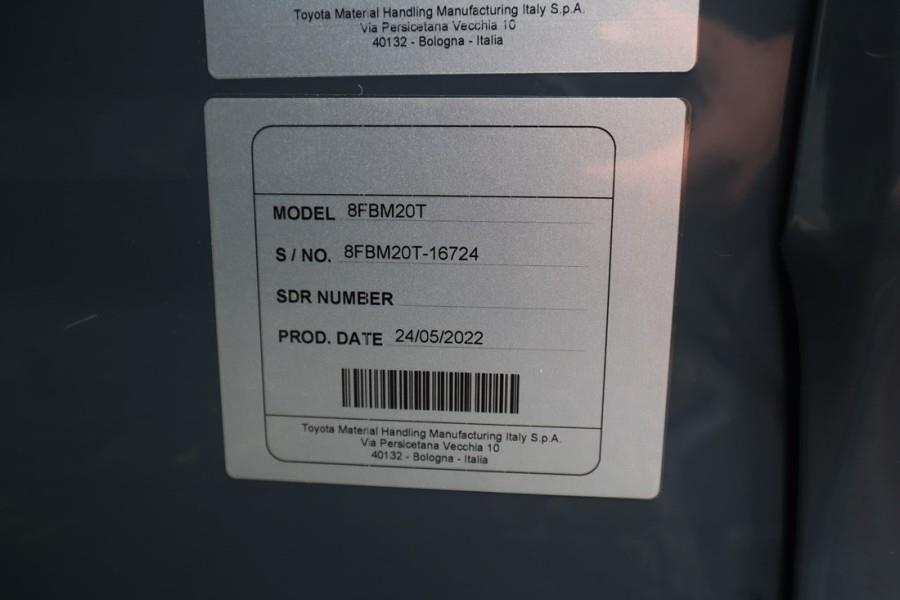 Toyota Material Handling Manufacturing Italy S.p.A.
Via Persicetana Vecchia 10
40132 - Bologna - Italia
MODEL 8FBM20T
S / NO. 8FBM20T-16724
SDR NUMBER
PROD. DATE 24/05/2022
Toyota Material Handling Manufacturing Italy S.p.A.
Via Persicetana Vecchia 10
40132 - Bologna - Italia